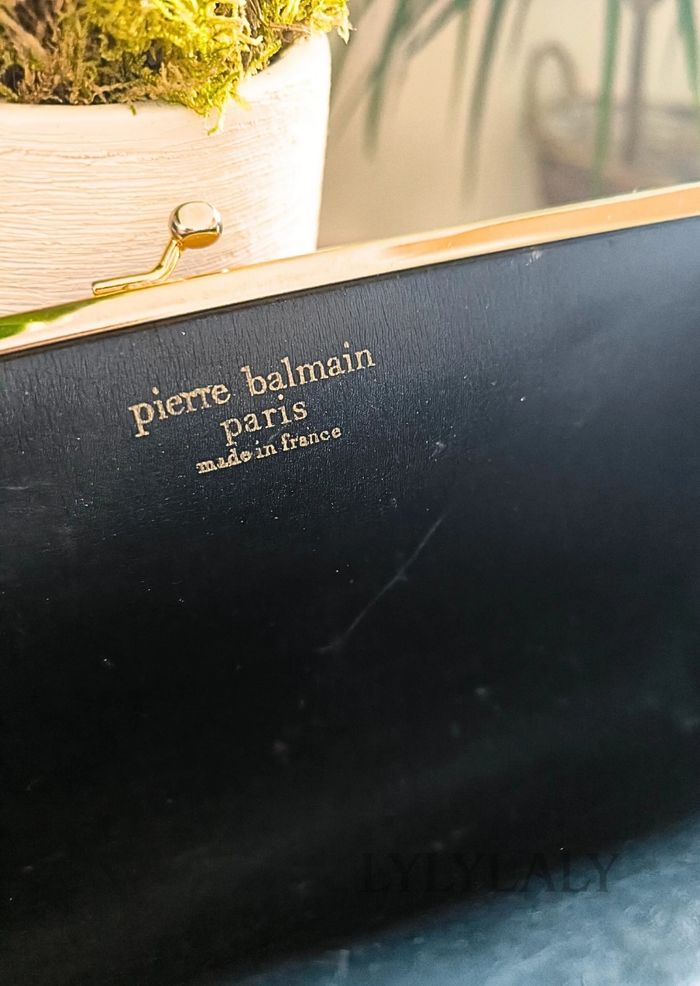 pierre balmain
paris
made in france
LYLYLALY